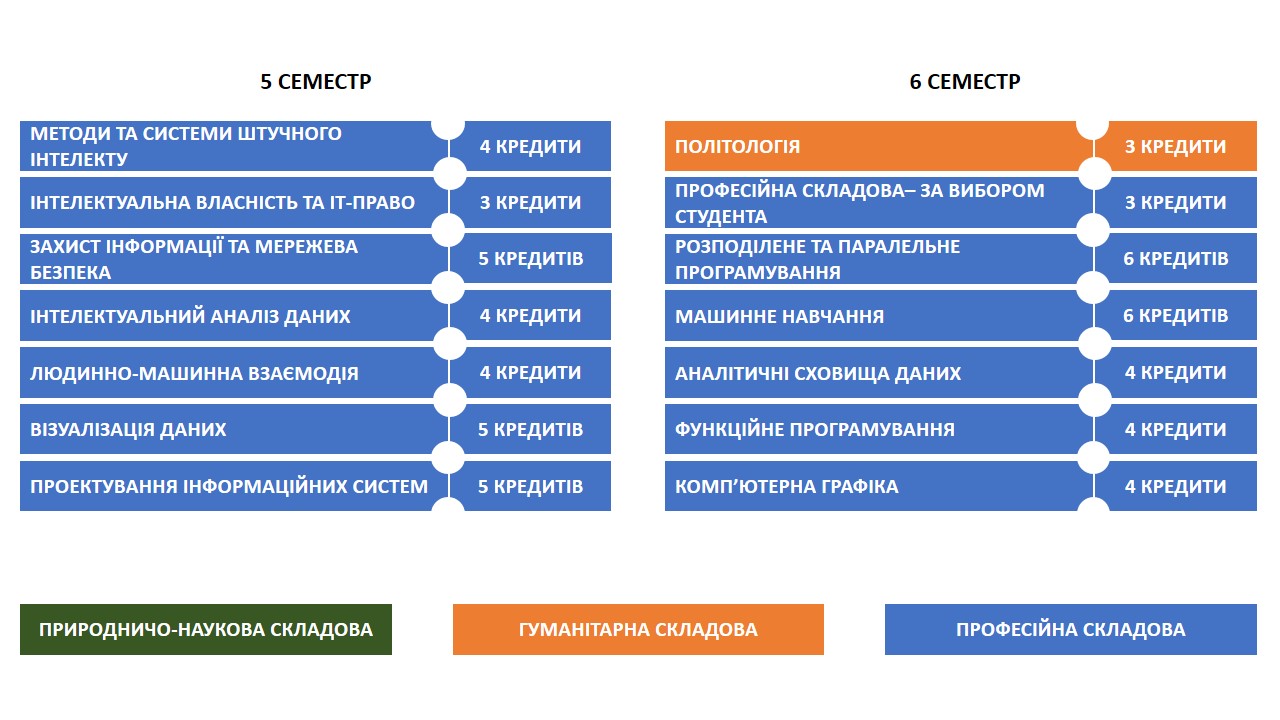 5 СЕМЕСТР
МЕТОДИ ТА СИСТЕМИ ШТУЧНОГО
ІНТЕЛЕКТУ
4 КРЕДИТИ
ІНТЕЛЕКТУАЛЬНА ВЛАСНІСТЬ ТА ІТ-ПРАВО
3 КРЕДИТИ
ЗАХИСТ ІНФОРМАЦІЇ ТА МЕРЕЖЕВА
БЕЗПЕКА
5 КРЕДИТІВ
ІНТЕЛЕКТУАЛЬНИЙ АНАЛІЗ ДАНИХ
4 КРЕДИТИ
ЛЮДИННО-МАШИННА ВЗАЄМОДІЯ
4 КРЕДИТИ
ВІЗУАЛІЗАЦІЯ ДАНИХ
5 КРЕДИТІВ
ПРОЕКТУВАННЯ ІНФОРМАЦІЙНИХ СИСТЕМ
5 КРЕДИТІВ
6 СЕМЕСТР
ПОЛІТОЛОГІЯ
3 КРЕДИТИ
ПРОФЕСІЙНА СКЛАДОВА– ЗА ВИБОРОМ
СТУДЕНТА
3 КРЕДИТИ
РОЗПОДІЛЕНЕ ТА ПАРАЛЕЛЬНЕ
ПРОГРАМУВАННЯ
6 КРЕДИТІВ
МАШИННЕ НАВЧАННЯ
6 КРЕДИТІВ
АНАЛІТИЧНІ СХОВИЩА ДАНИХ
4 КРЕДИТИ
ФУНКЦІЙНЕ ПРОГРАМУВАННЯ
4 КРЕДИТИ
КОМП’ЮТЕРНА ГРАФІКА
4 КРЕДИТИ
ПРИРОДНИЧО-НАУКОВА СКЛАДОВА
ГУМАНІТАРНА СКЛАДОВА
ПРОФЕСІЙНА СКЛАДОВА